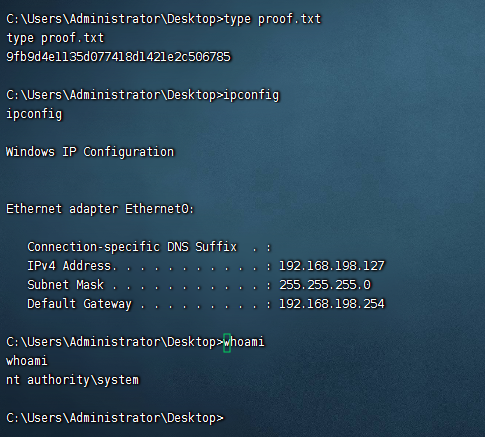 C:\Users\Administrator\Desktop>type proof.txt
type proof.txt
9fb9d4e1135d077418d1421e2c506785
C:\Users\Administrator\Desktop>ipconfig
ipconfig
Windows IP Configuration
Ethernet adapter Ethernet0:
Connection-specific DNS Suffix . :
IPv4 Address. . . . . . . . . . . : 192.168.198.127
Subnet Mask . . . . . . . . . . . : 255.255.255.0
Default Gateway . . . . . . . . . : 192.168.198.254
C:\Users\Administrator\Desktop>whoami
whoami
nt authority\system
C:\Users\Administrator\Desktop>